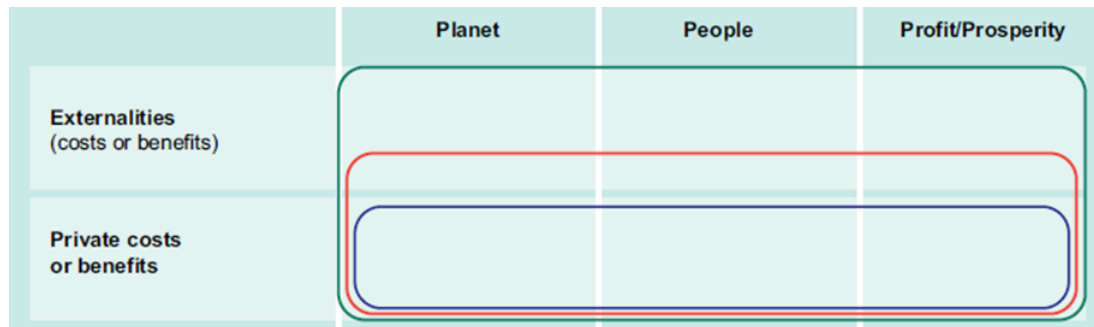 Planet People Profit/Prosperity
Externalities
(costs or benefits)
Private costs
or benefits